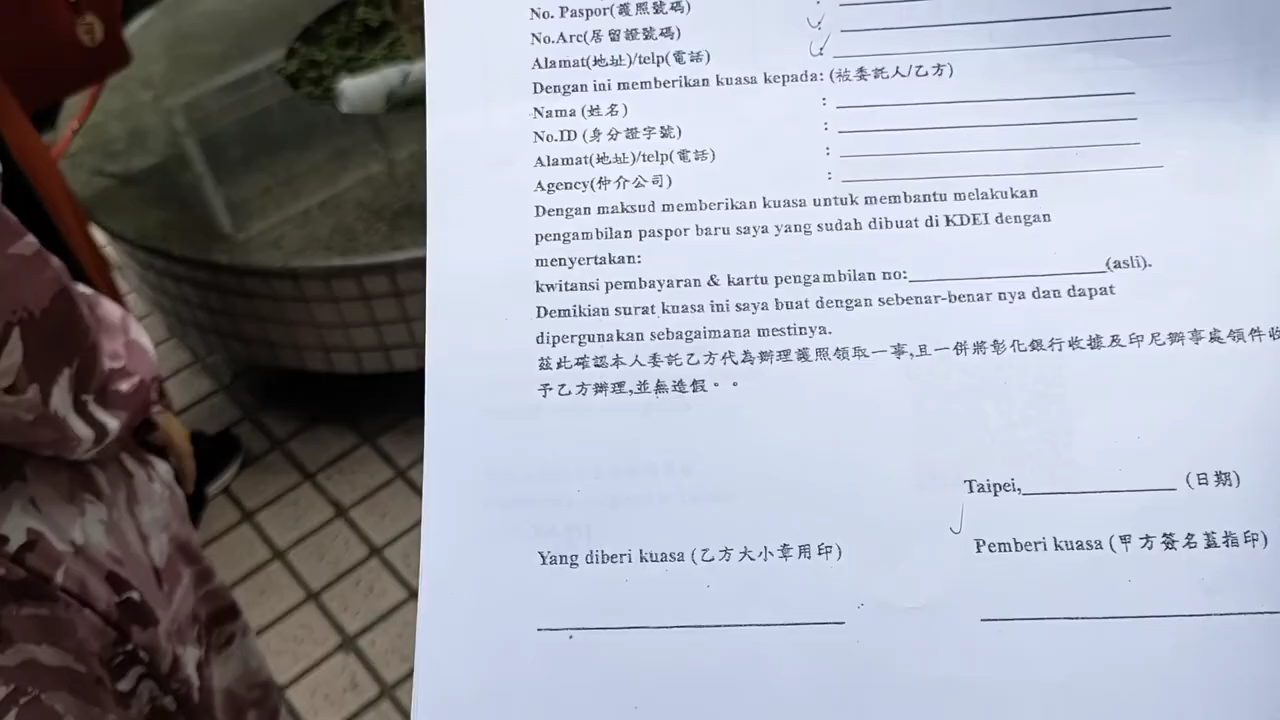 No. Paspor(護照號碼) :
No.Arc(居留證號碼)
Alamat(地址)/telp(電話)
Dengan ini memberikan kuasa kepada: (被委託人/乙方)
Nama (姓名) :
No.ID (身分證字號) :
Alamat(地址)/telp(電話) :
Agency(仲介公司) :
Dengan maksud memberikan kuasa untuk membantu melakukan
pengambilan paspor baru saya yang sudah dibuat di KDEI dengan
menyertakan:
kwitansi pembayaran & kartu pengambilan no:____________________(asli).
Demikian surat kuasa ini saya buat dengan sebenar-benar nya dan dapat
dipergunakan sebagaimana mestinya.
茲此確認本人委託乙方代為辦理護照領取一事,且一併將彰化銀行收據及印尼辦事處領件收
予乙方辦理,並無造假。。
Taipei,________________ (日期)
Yang diberi kuasa (乙方大小章用印)
Pemberi kuasa (甲方簽名蓋指印)